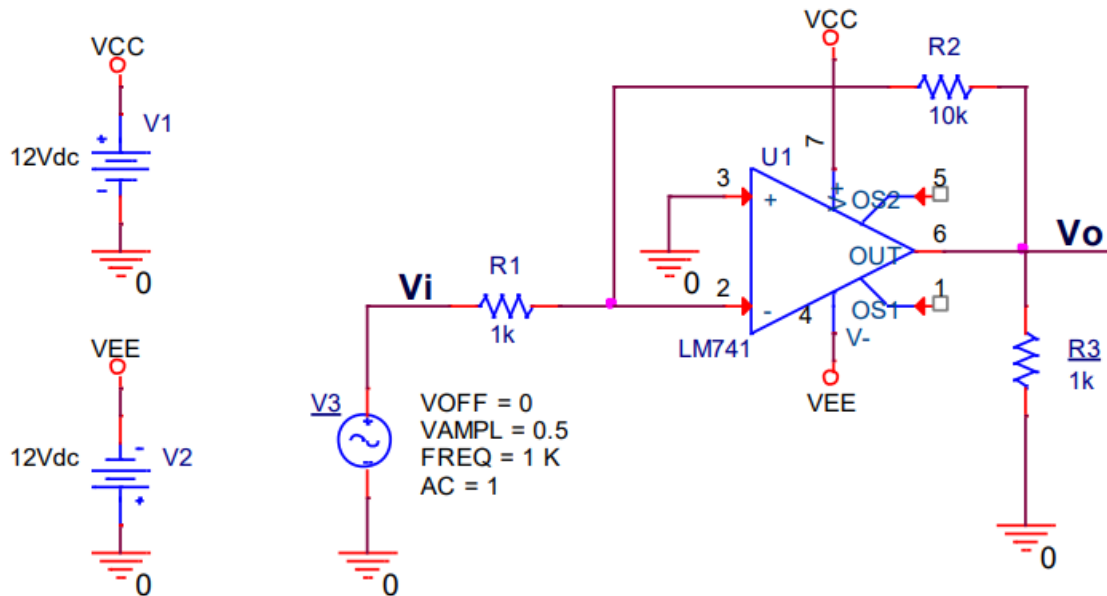 VCC
V1
+
12Vdc
-
0
VEE
-
12Vdc
V2
+
0
Vi
R1
1k
V3
+
-
VOFF = 0
VAMPL = 0.5
FREQ = 1 K
AC = 1
0
VCC
R2
10k
7
U1
3
+
V+
OS2
5
0
6
OUT
Vo
2
-
4
OS1
1
LM741
V-
VEE
R3
1k
0